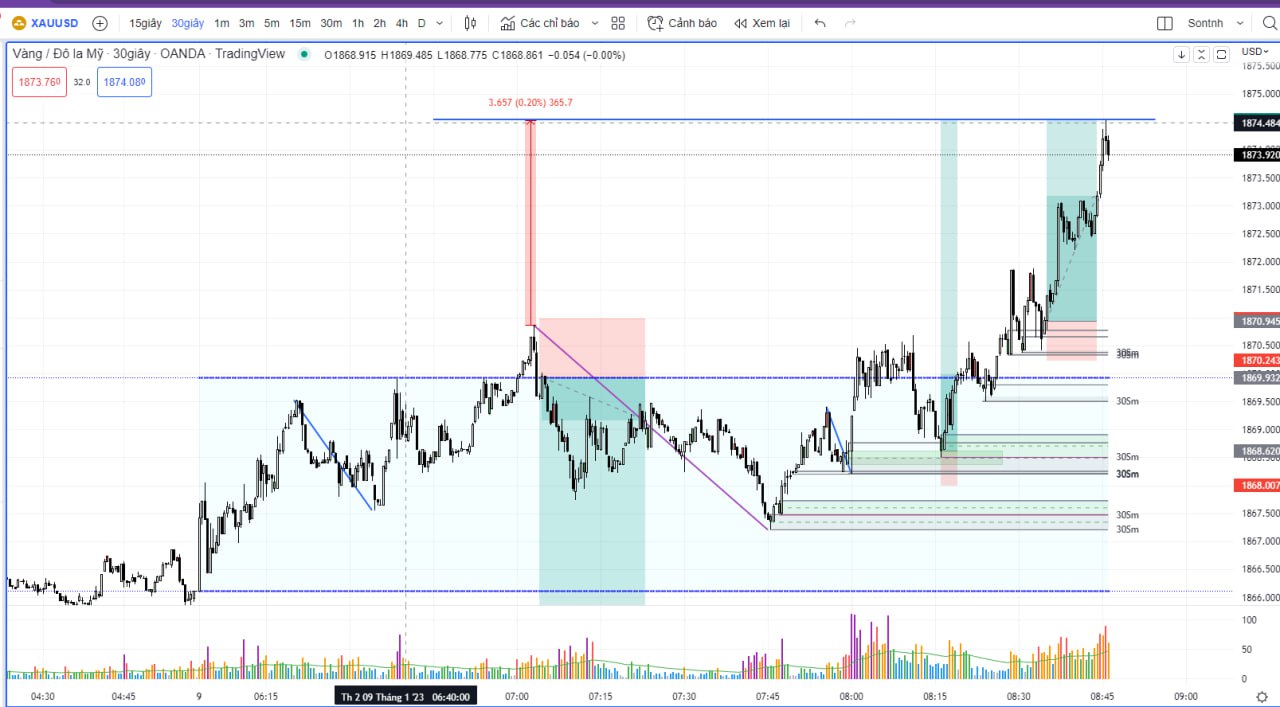 XAUUSD 15giây 30giây 1m 3m 5m 15m 30m 1h 2h 4h D Các chỉ báo Cảnh báo Xem lại Sontnh
Vàng / Đô la Mỹ · 30giây · OANDA · TradingView O1868.915 H1869.485 L1868.775 C1868.861 −0.054 (−0.00%)
USD
1875.500
1873.760 32.0 1874.080
1875.000
3.657 (0.20%) 365.7
1874.484
1873.920
1873.500
1873.000
1872.500
1872.000
1871.500
1870.945
1870.500
30Sm
1870.243
1869.932
1869.500
30Sm
1869.000
1868.620
30Sm
30Sm
1868.007
1867.500
30Sm
30Sm
1867.000
1866.500
1866.000
100
50
0
04:30 04:45 9 06:15 Th 2 09 Tháng 1 '23 06:40:00 07:00 07:15 07:30 07:45 08:00 08:15 08:30 08:45 09:00